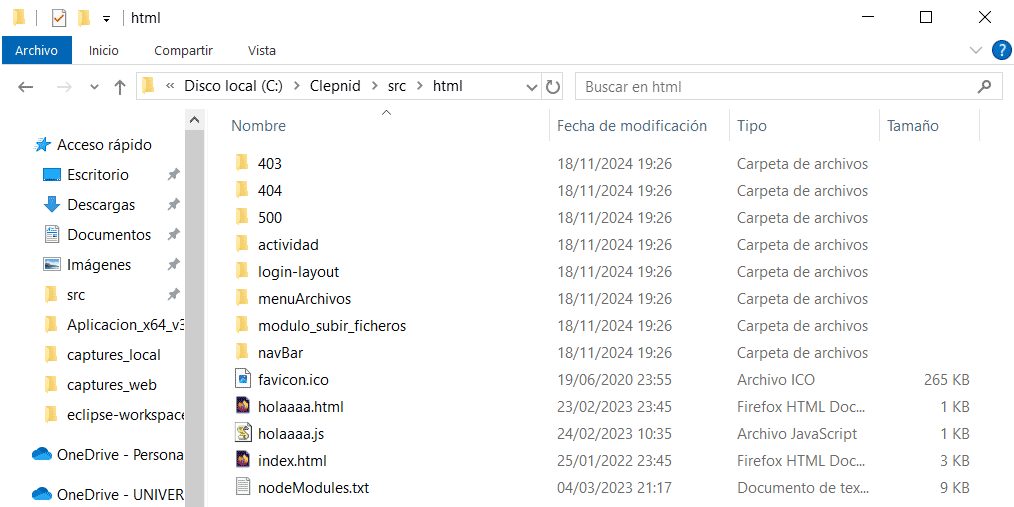 html
Archivo Inicio Compartir Vista
« Disco local (C:) > Clepnid > src > html
Buscar en html
Acceso rápido
Escritorio
Descargas
Documentos
Imágenes
src
Aplicacion_x64_v3
captures_local
captures_web
eclipse-workspace
OneDrive - Persona
OneDrive - UNIVER
Nombre Fecha de modificación Tipo Tamaño
403 18/11/2024 19:26 Carpeta de archivos
404 18/11/2024 19:26 Carpeta de archivos
500 18/11/2024 19:26 Carpeta de archivos
actividad 18/11/2024 19:26 Carpeta de archivos
login-layout 18/11/2024 19:26 Carpeta de archivos
menuArchivos 18/11/2024 19:26 Carpeta de archivos
modulo_subir_ficheros 18/11/2024 19:26 Carpeta de archivos
navBar 18/11/2024 19:26 Carpeta de archivos
favicon.ico 19/06/2020 23:55 Archivo ICO 265 KB
holaaaa.html 23/02/2023 23:45 Firefox HTML Doc... 1 KB
holaaaa.js 24/02/2023 10:35 Archivo JavaScript 1 KB
index.html 25/01/2022 23:45 Firefox HTML Doc... 3 KB
nodeModules.txt 04/03/2023 21:17 Documento de tex... 9 KB